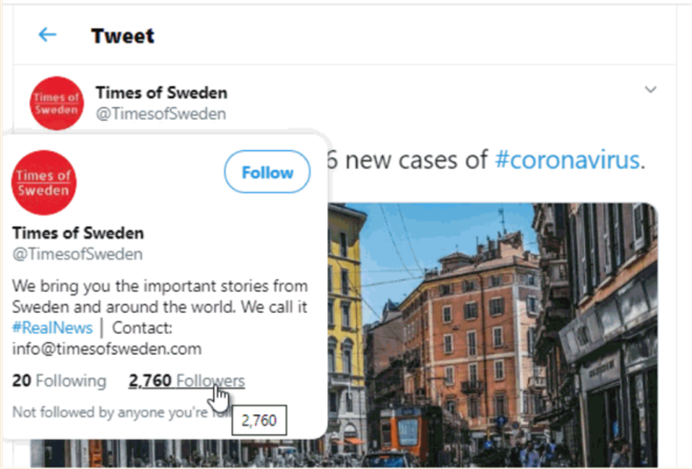 Tweet
Times of
Sweden
Times of Sweden
@TimesofSweden
6 new cases of #coronavirus.
Times of
Sweden
Follow
Times of Sweden
@TimesofSweden
We bring you the important stories from
Sweden and around the world. We call it
#RealNews | Contact:
info@timesofsweden.com
20 Following 2,760 Followers
Not followed by anyone you're
2,760